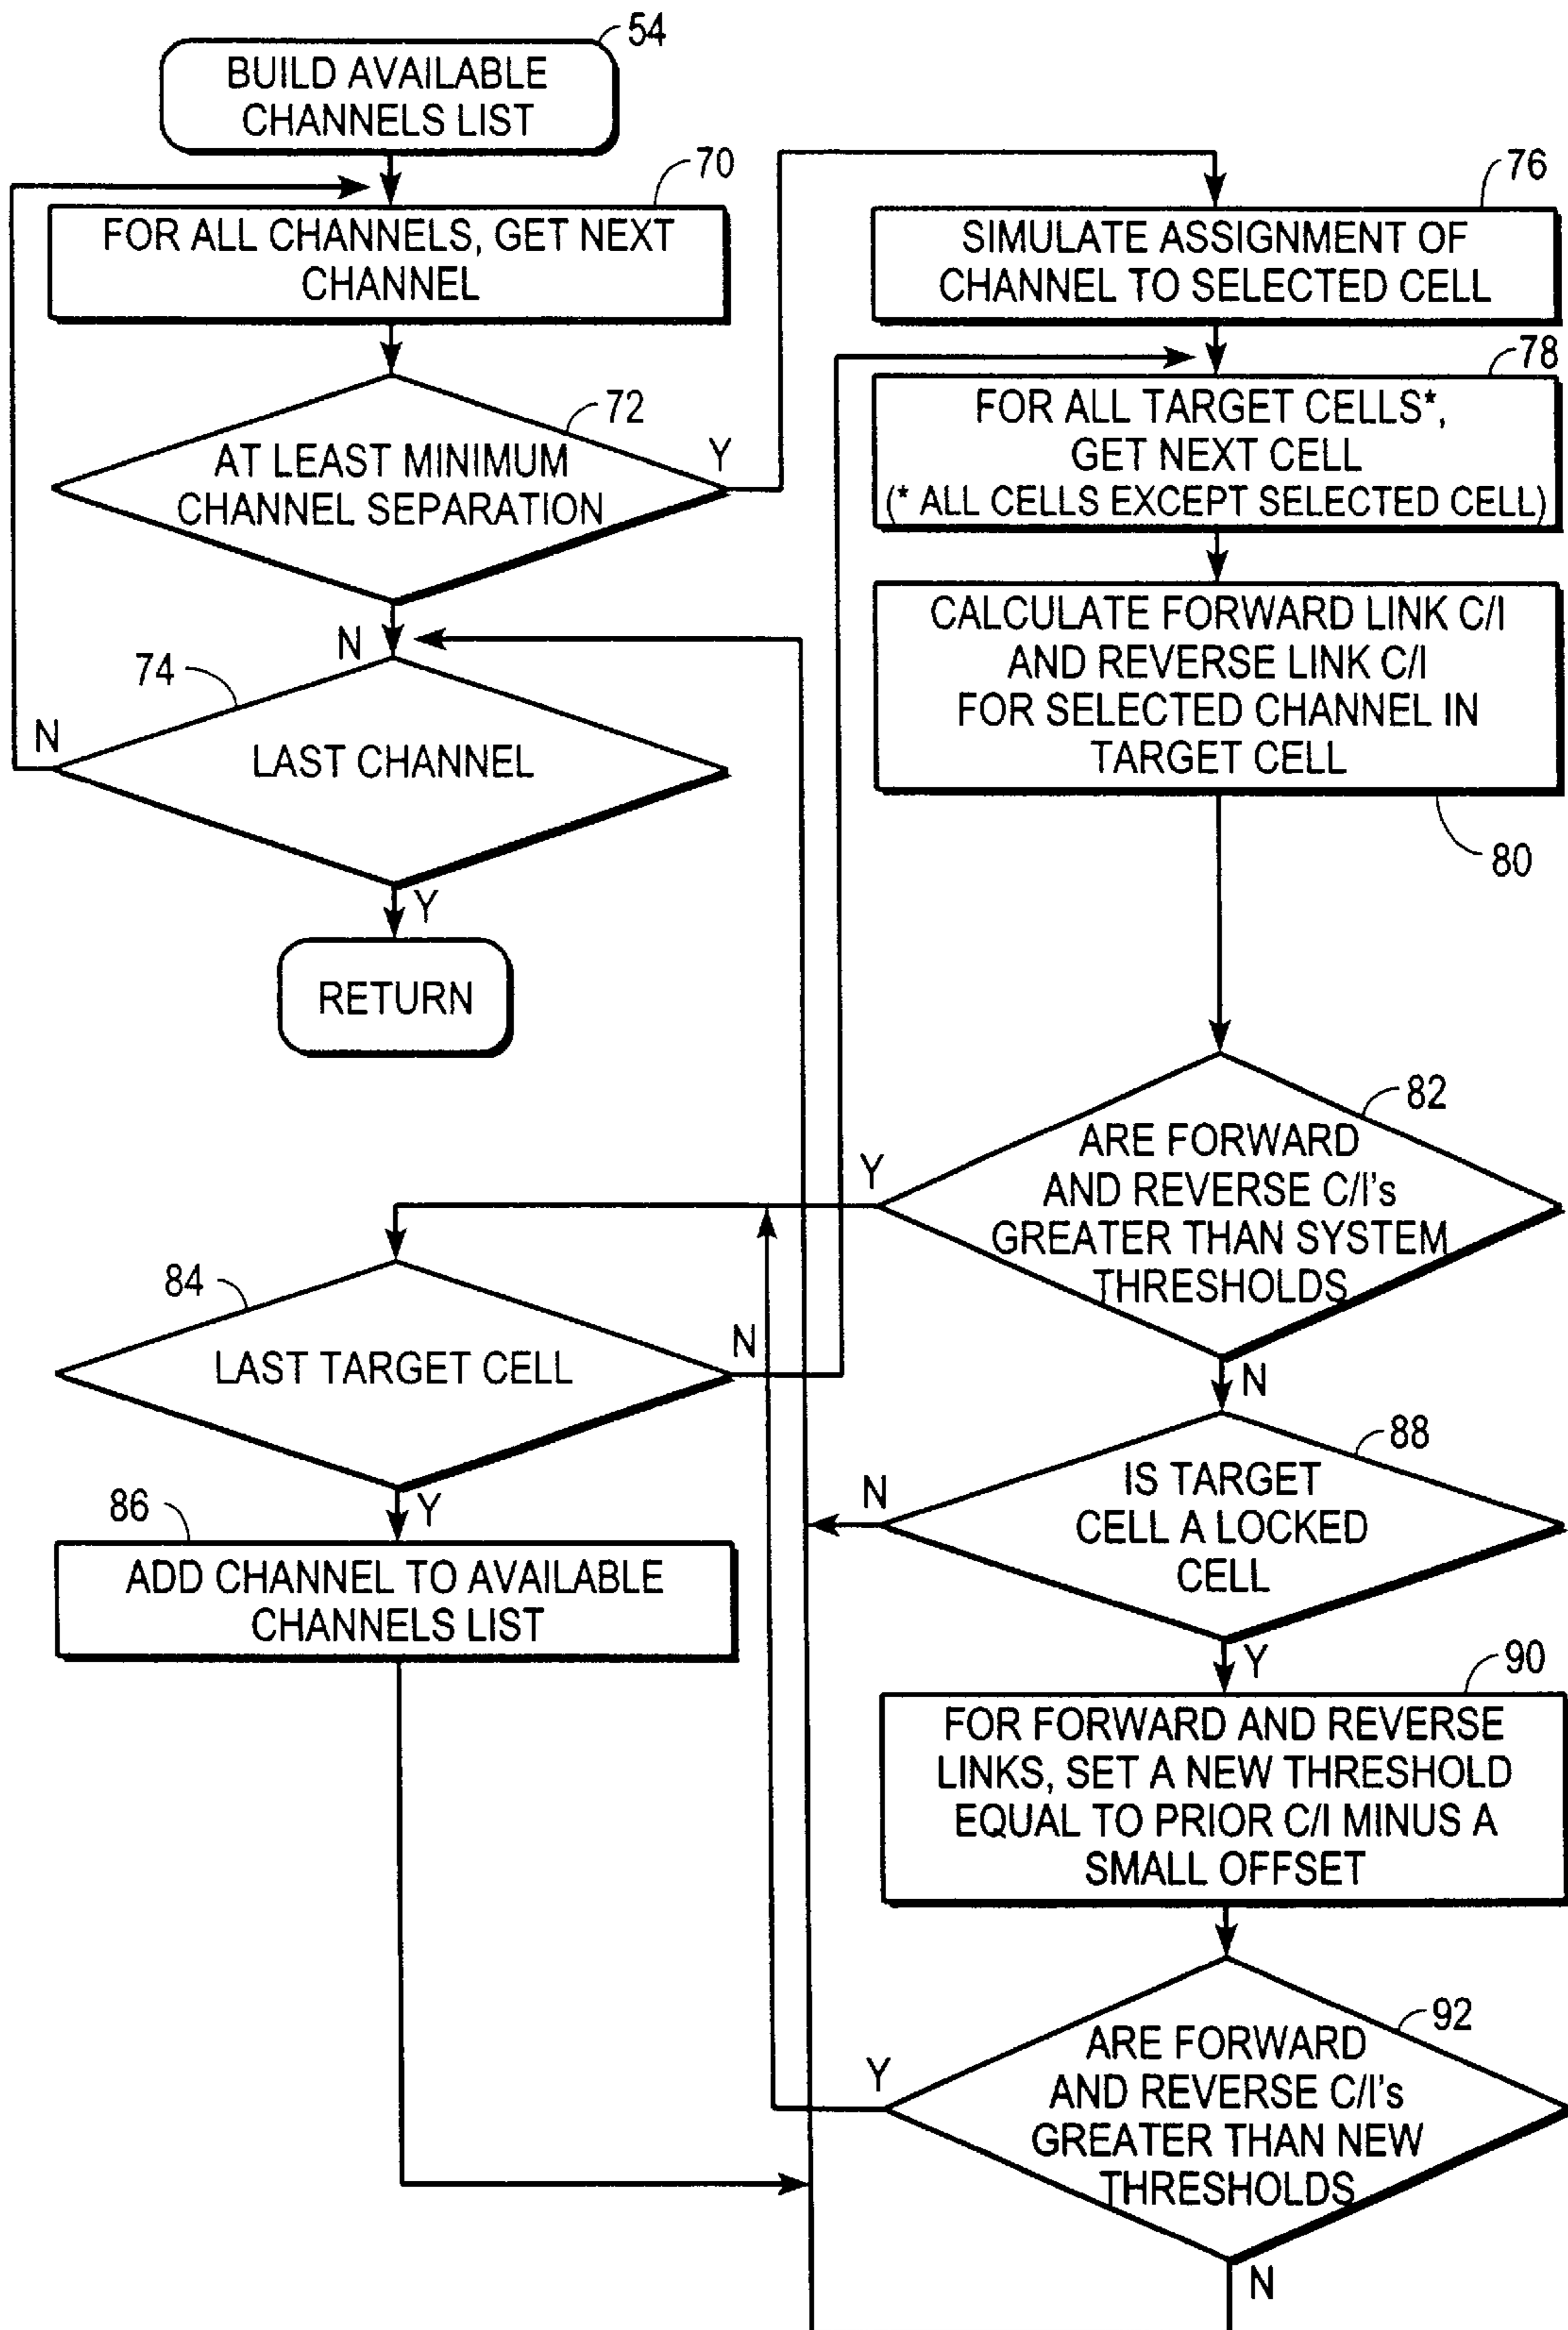 54
BUILD AVAILABLE
CHANNELS LIST
70
FOR ALL CHANNELS, GET NEXT
CHANNEL
72
AT LEAST MINIMUM
CHANNEL SEPARATION
Y
N
74
LAST CHANNEL
N
Y
RETURN
76
SIMULATE ASSIGNMENT OF
CHANNEL TO SELECTED CELL
78
FOR ALL TARGET CELLS*,
GET NEXT CELL
(* ALL CELLS EXCEPT SELECTED CELL)
CALCULATE FORWARD LINK C/I
AND REVERSE LINK C/I
FOR SELECTED CHANNEL IN
TARGET CELL
80
82
ARE FORWARD
AND REVERSE C/I's
GREATER THAN SYSTEM
THRESHOLDS
Y
N
84
LAST TARGET CELL
N
Y
86
ADD CHANNEL TO AVAILABLE
CHANNELS LIST
88
IS TARGET
CELL A LOCKED
CELL
N
Y
90
FOR FORWARD AND REVERSE
LINKS, SET A NEW THRESHOLD
EQUAL TO PRIOR C/I MINUS A
SMALL OFFSET
92
ARE FORWARD
AND REVERSE C/I's
GREATER THAN NEW
THRESHOLDS
Y
N